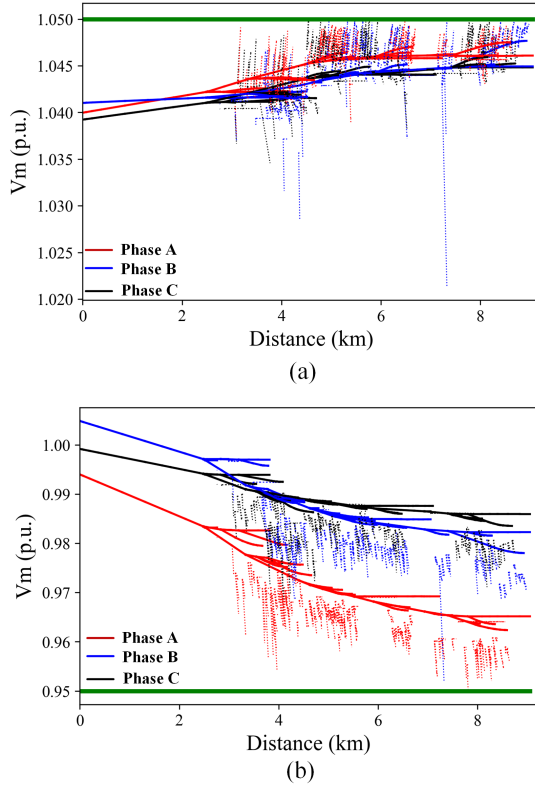 1.050
1.045
1.040
1.035
1.030
1.025
1.020
Vm (p.u.)
Phase A
Phase B
Phase C
0 2 4 6 8
Distance (km)
(a)
1.00
0.99
0.98
0.97
0.96
0.95
Vm (p.u.)
Phase A
Phase B
Phase C
0 2 4 6 8
Distance (km)
(b)